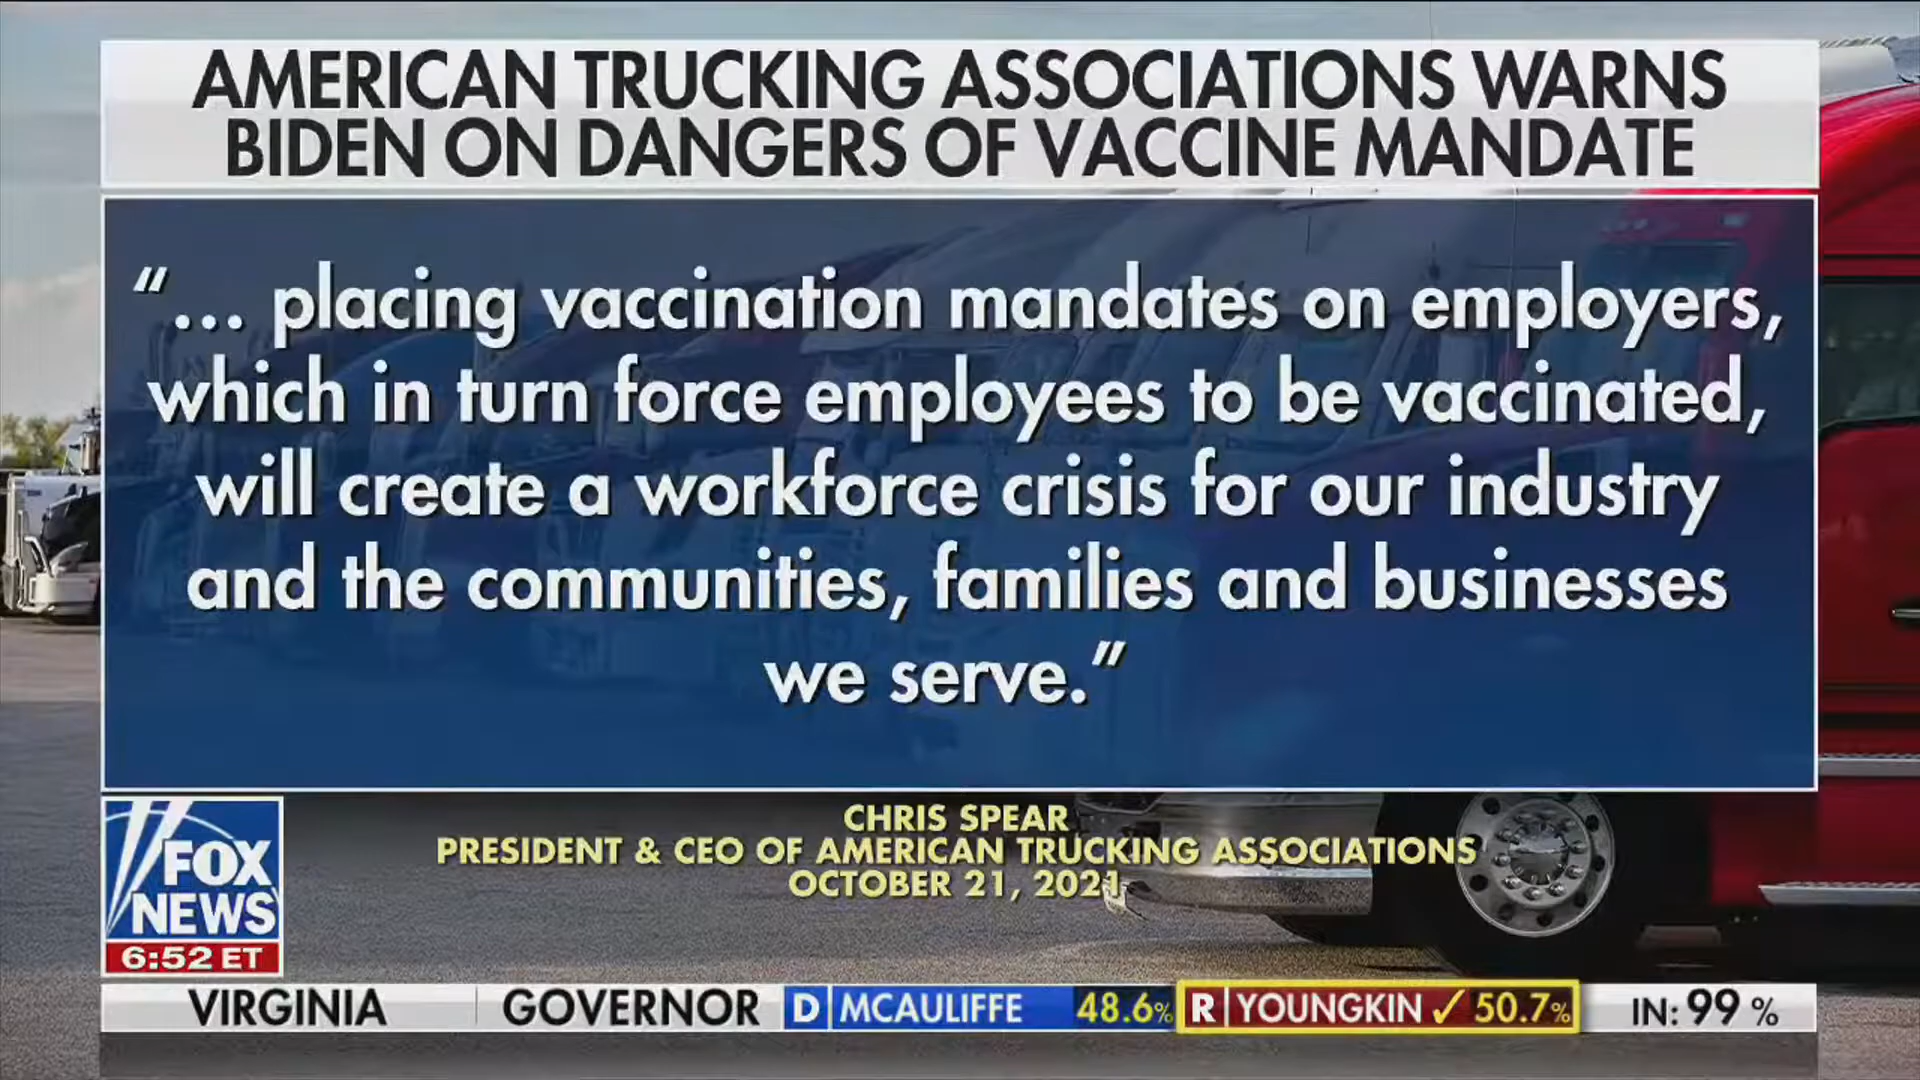 AMERICAN TRUCKING ASSOCIATIONS WARNS
BIDEN ON DANGERS OF VACCINE MANDATE
“... placing vaccination mandates on employers,
which in turn force employees to be vaccinated,
will create a workforce crisis for our industry
and the communities, families and businesses
we serve.”
CHRIS SPEAR
PRESIDENT & CEO OF AMERICAN TRUCKING ASSOCIATIONS
OCTOBER 21, 2021
FOX
NEWS
6:52 ET
VIRGINIA GOVERNOR D MCAULIFFE 48.6% R YOUNGKIN ✓ 50.7% IN: 99 %